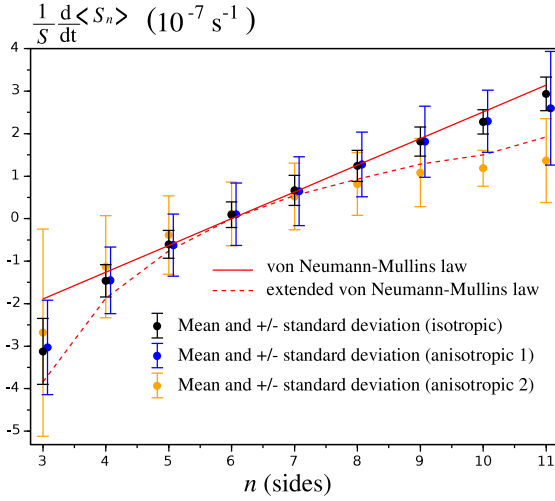 1/S d/dt <S_n> (10^-7 s^-1)
4
3
2
1
0
-1
-2
-3
-4
-5
von Neumann-Mullins law
extended von Neumann-Mullins law
Mean and +/- standard deviation (isotropic)
Mean and +/- standard deviation (anisotropic 1)
Mean and +/- standard deviation (anisotropic 2)
3 4 5 6 7 8 9 10 11
n (sides)